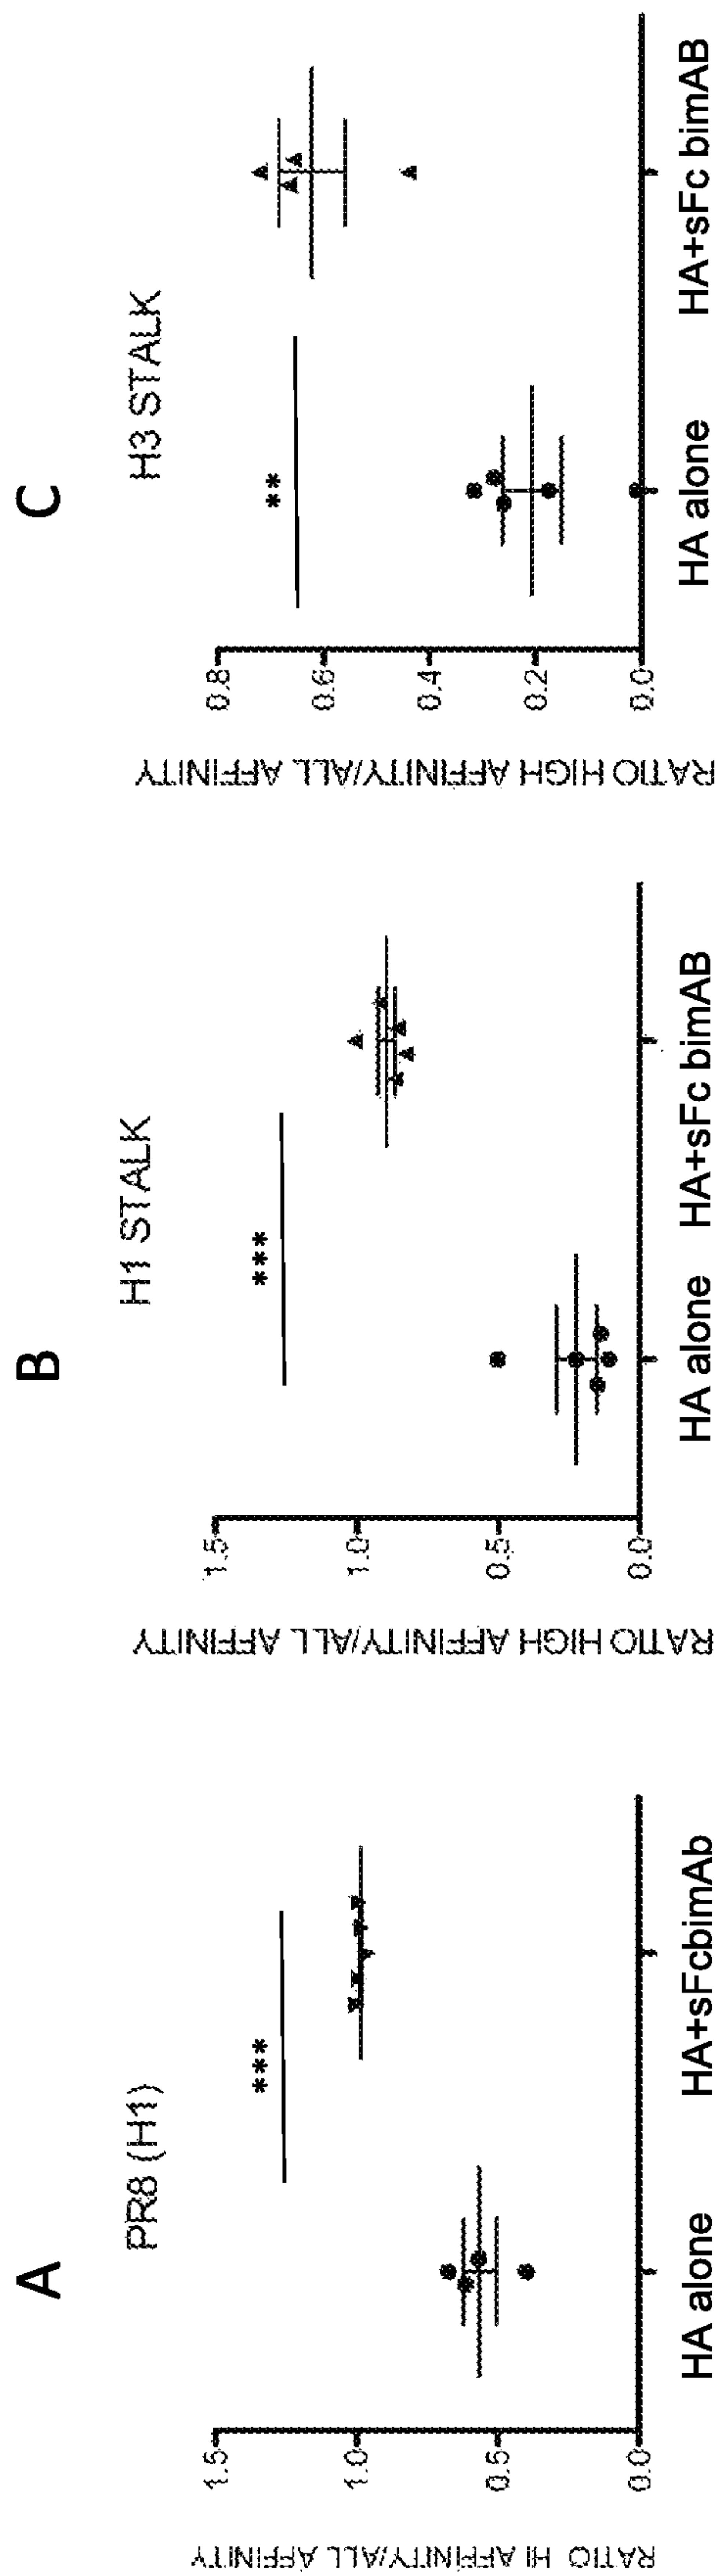 A
PR8 (H1)
***
RATIO HI AFFINITY/ALL AFFINITY
1.5
1.0
0.5
0.0
HA alone
HA+sFcbimAb
B
H1 STALK
***
RATIO HIGH AFFINITY/ALL AFFINITY
1.5
1.0
0.5
0.0
HA alone
HA+sFc bimAB
C
H3 STALK
**
RATIO HIGH AFFINITY/ALL AFFINITY
0.8
0.6
0.4
0.2
0.0
HA alone
HA+sFc bimAB